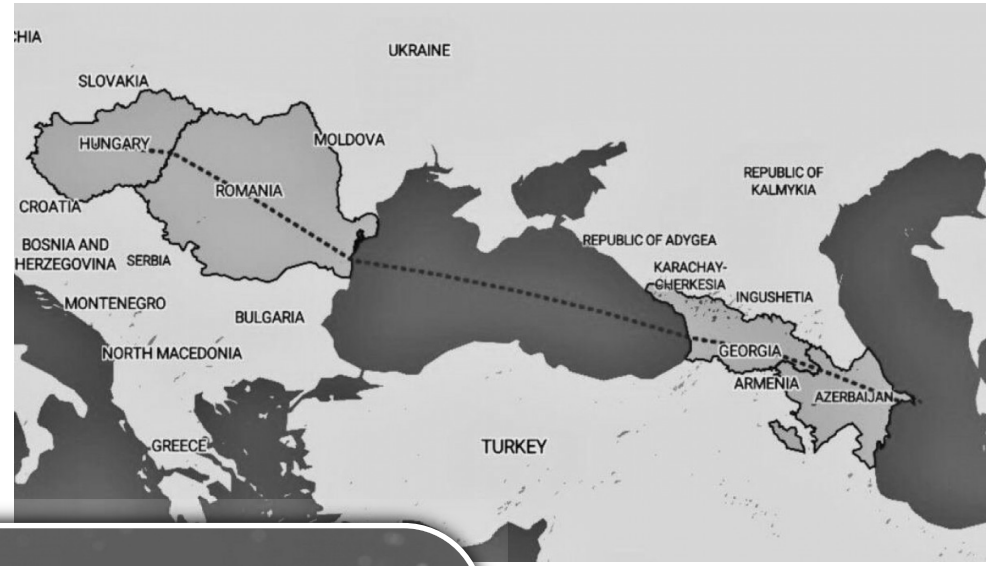 CHIA
UKRAINE
SLOVAKIA
HUNGARY
MOLDOVA
REPUBLIC OF
KALMYKIA
ROMANIA
CROATIA
REPUBLIC OF ADYGEA
BOSNIA AND
HERZEGOVINA
SERBIA
KARACHAY-
CHERKESIA
INGUSHETIA
MONTENEGRO
BULGARIA
NORTH MACEDONIA
GEORGIA
ARMENIA
AZERBAIJAN
GREECE
TURKEY